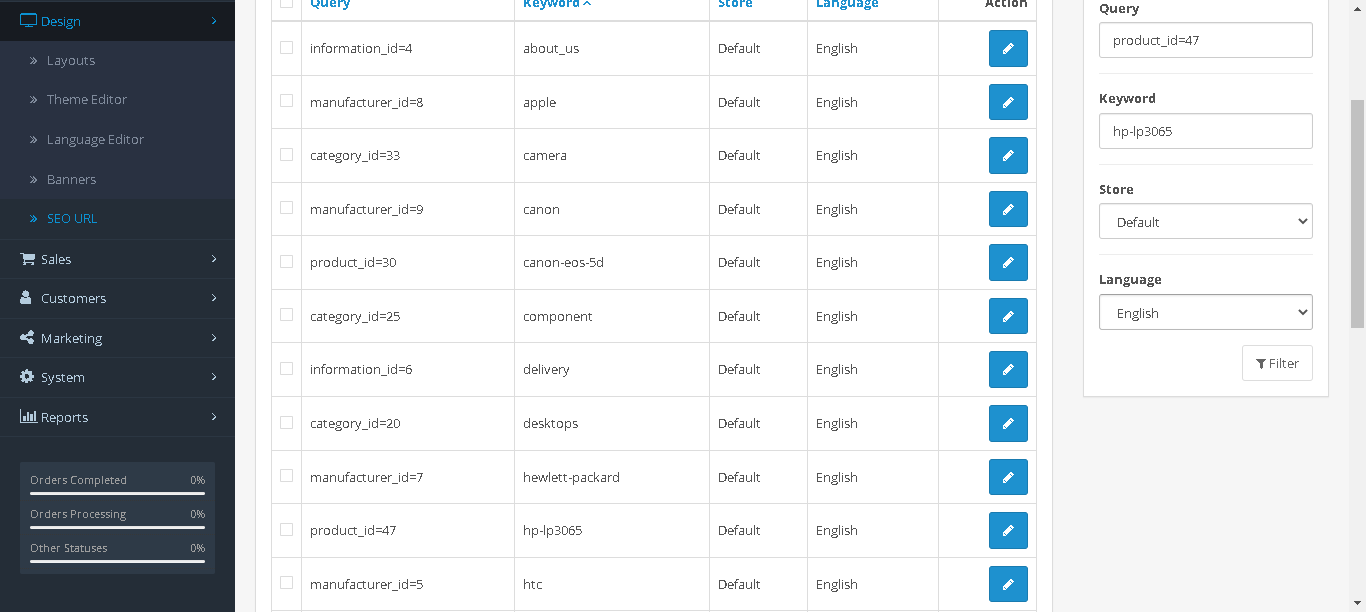 Design
Layouts
Theme Editor
Language Editor
Banners
SEO URL
Sales
Customers
Marketing
System
Reports
Orders Completed 0%
Orders Processing 0%
Other Statuses 0%
Query Keyword Store Language Action
information_id=4 about_us Default English
manufacturer_id=8 apple Default English
category_id=33 camera Default English
manufacturer_id=9 canon Default English
product_id=30 canon-eos-5d Default English
category_id=25 component Default English
information_id=6 delivery Default English
category_id=20 desktops Default English
manufacturer_id=7 hewlett-packard Default English
product_id=47 hp-lp3065 Default English
manufacturer_id=5 htc Default English
Query
product_id=47
Keyword
hp-lp3065
Store
Default
Language
English
Filter